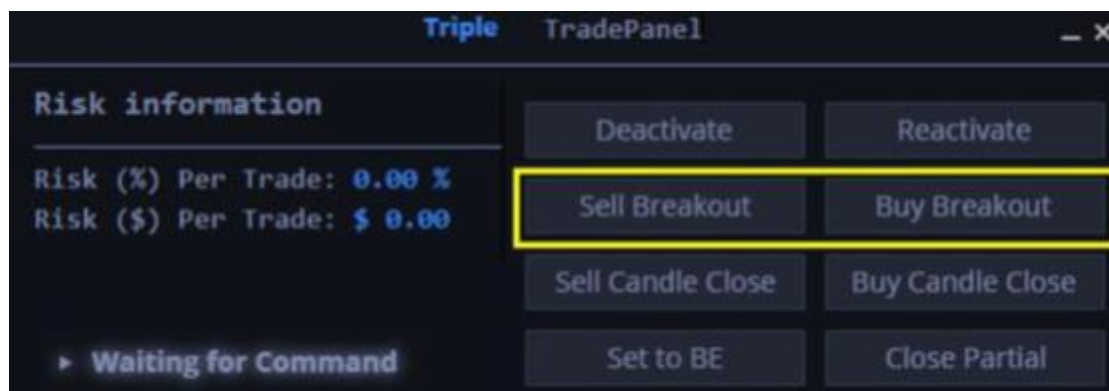 Triple TradePanel
Risk information
Risk (%) Per Trade: 0.00 %
Risk ($) Per Trade: $ 0.00
Waiting for Command
Deactivate Reactivate
Sell Breakout Buy Breakout
Sell Candle Close Buy Candle Close
Set to BE Close Partial